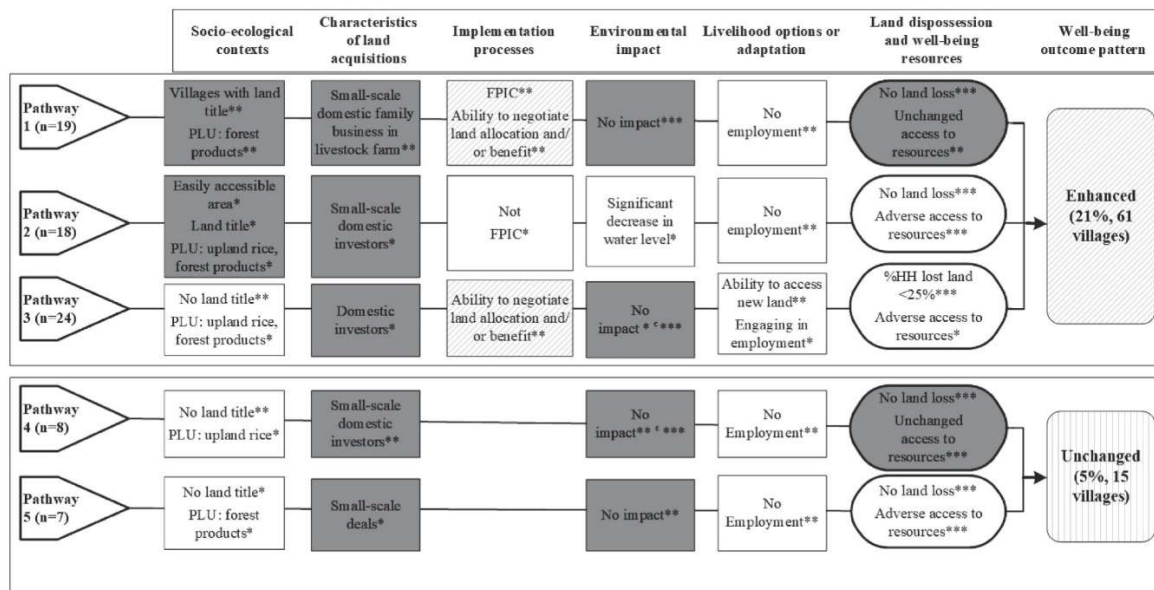 Socio-ecological
contexts
Characteristics
of land
acquisitions
Implementation
processes
Environmental
impact
Livelihood options or
adaptation
Land dispossession
and well-being
resources
Well-being
outcome pattern
Pathway
1 (n=19)
Villages with land
title**
PLU: forest
products**
Small-scale
domestic family
business in
livestock farm**
FPIC**
Ability to negotiate
land allocation and/
or benefit**
No impact***
No
employment**
No land loss***
Unchanged
access to
resources**
Pathway
2 (n=18)
Easily accessible
area*
Land title*
PLU: upland rice,
forest products*
Small-scale
domestic
investors*
Not
FPIC*
Significant
decrease in
water level*
No
employment**
No land loss***
Adverse access to
resources***
Pathway
3 (n=24)
No land title**
PLU: upland rice,
forest products*
Domestic
investors*
Ability to negotiate
land allocation and/
or benefit**
No
impact * ***
Ability to access
new land**
Engaging in
employment*
%HH lost land
<25%***
Adverse access to
resources*
Enhanced
(21%, 61
villages)
Pathway
4 (n=8)
No land title**
PLU: upland rice*
Small-scale
domestic
investors**
No
impact** ***
No
Employment**
No land loss***
Unchanged
access to
resources***
Pathway
5 (n=7)
No land title*
PLU: forest
products*
Small-scale
deals*
No impact**
No
Employment**
No land loss***
Adverse access to
resources***
Unchanged
(5%, 15
villages)